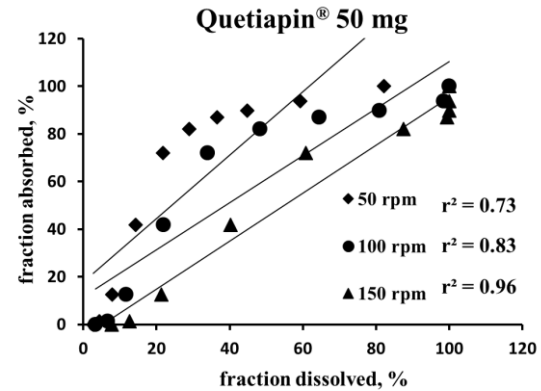 Quetiapin® 50 mg
120
100
80
60
40
20
0
fraction absorbed, %
50 rpm r² = 0.73
100 rpm r² = 0.83
150 rpm r² = 0.96
0 20 40 60 80 100 120
fraction dissolved, %